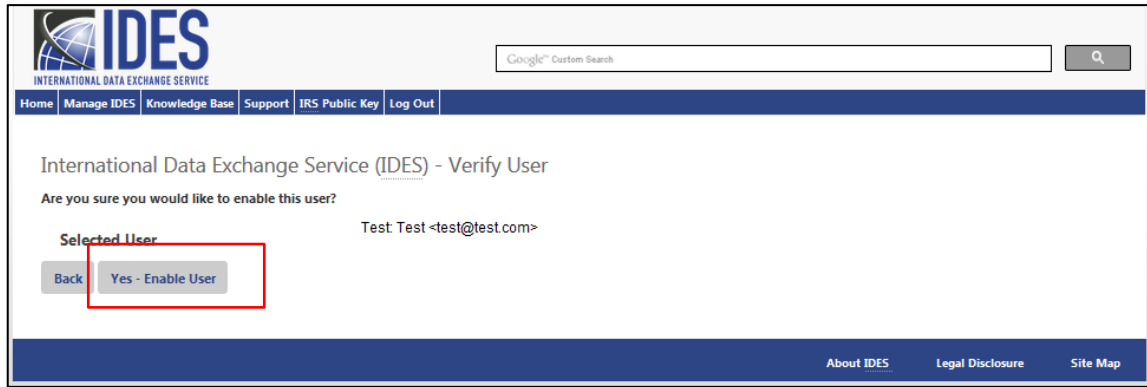 IDES
INTERNATIONAL DATA EXCHANGE SERVICE
Google™ Custom Search
Home Manage IDES Knowledge Base Support IRS Public Key Log Out
International Data Exchange Service (IDES) - Verify User
Are you sure you would like to enable this user?
Test: Test <test@test.com>
Selected User
Back Yes - Enable User
About IDES Legal Disclosure Site Map